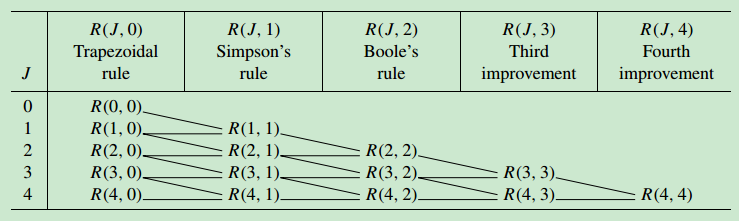 R(J, 0) R(J, 1) R(J, 2) R(J, 3) R(J, 4)
Trapezoidal Simpson's Boole's Third Fourth
J rule rule rule improvement improvement
0 R(0, 0)
1 R(1, 0) R(1, 1)
2 R(2, 0) R(2, 1) R(2, 2)
3 R(3, 0) R(3, 1) R(3, 2) R(3, 3)
4 R(4, 0) R(4, 1) R(4, 2) R(4, 3) R(4, 4)